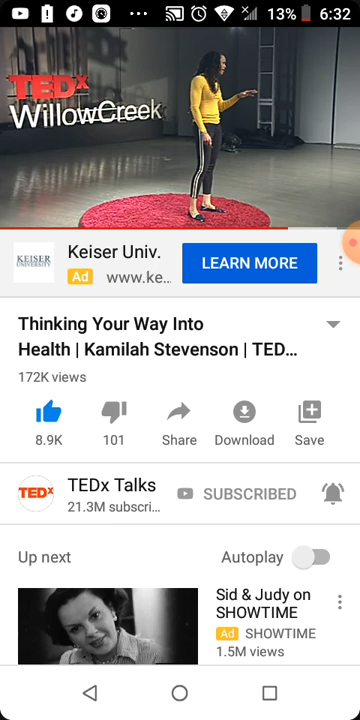 13% 6:32
TEDx
WillowCreek
KEISER
UNIVERSITY
Keiser Univ.
Ad www.ke...
LEARN MORE
Thinking Your Way Into
Health | Kamilah Stevenson | TED...
172K views
8.9K 101 Share Download Save
TEDx
TEDx Talks
21.3M subscri...
SUBSCRIBED
Up next Autoplay
Sid & Judy on
SHOWTIME
Ad SHOWTIME
1.5M views